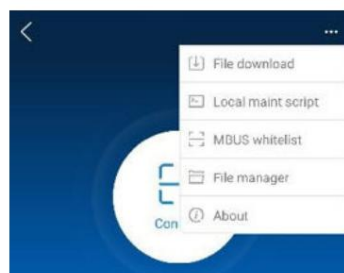 File download
Local maint script
MBUS whitelist
File manager
About
Con